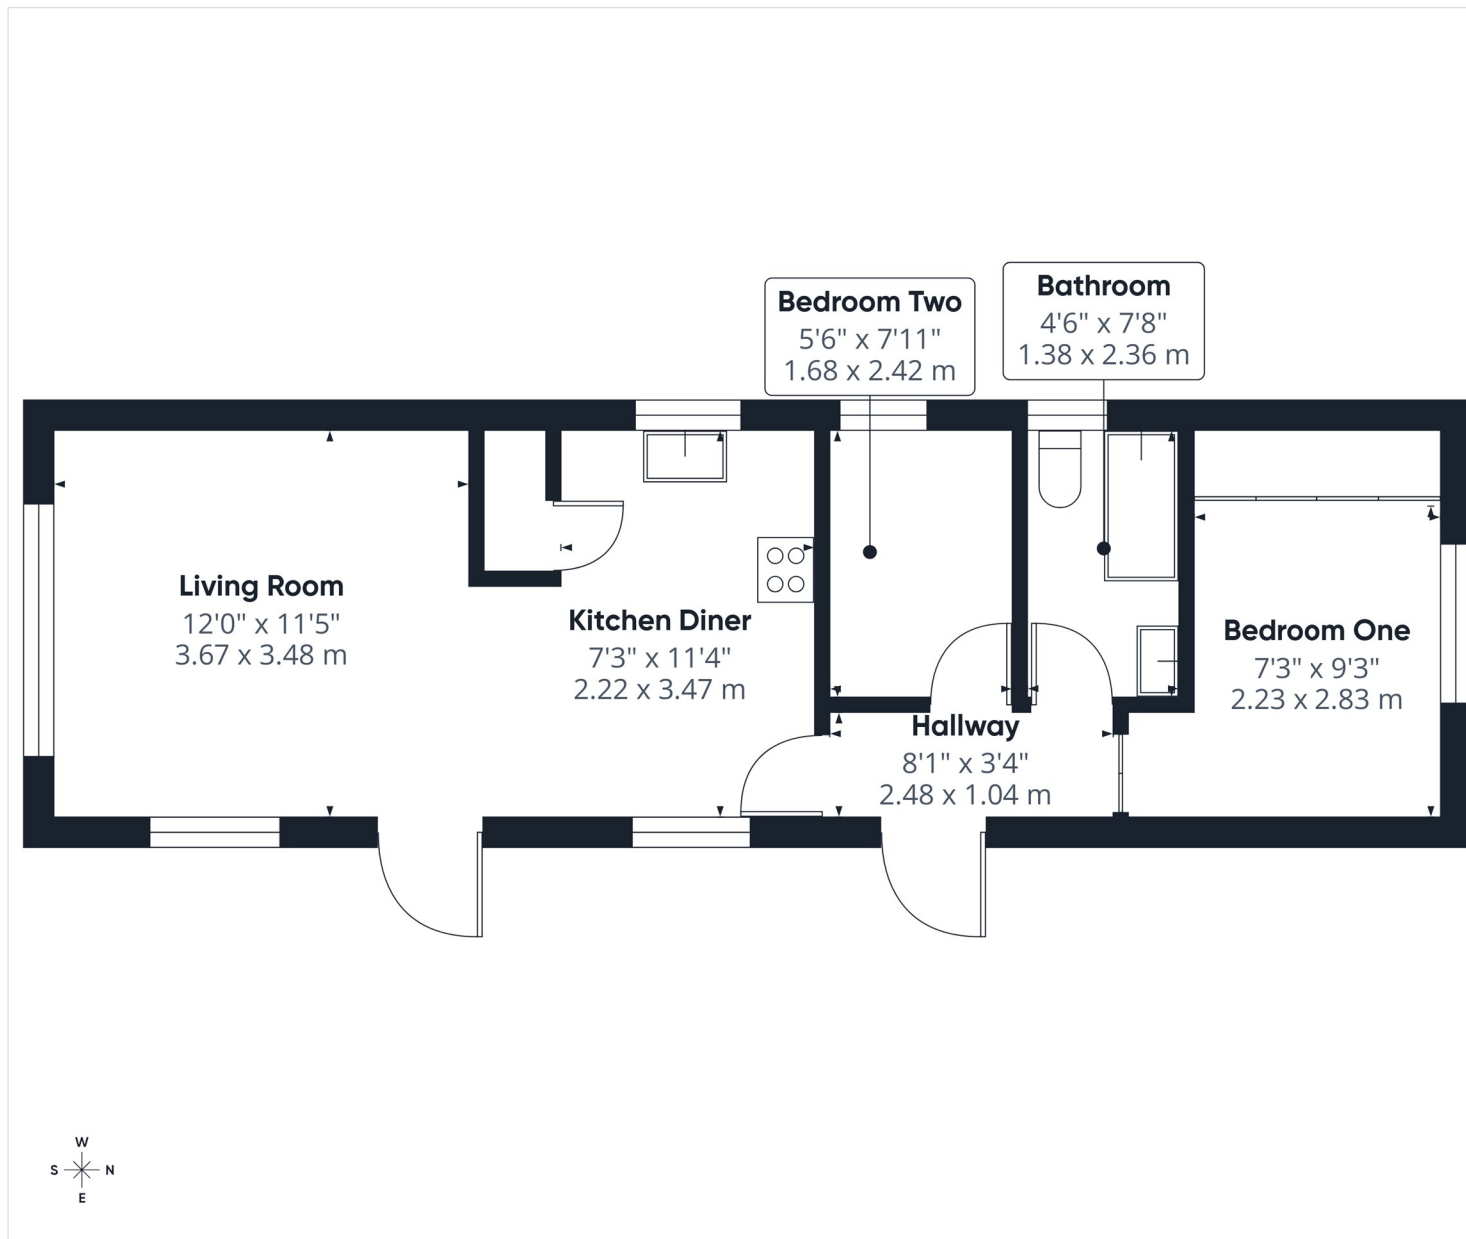 Bedroom Two
5'6" x 7'11"
1.68 x 2.42 m
Bathroom
4'6" x 7'8"
1.38 x 2.36 m
Living Room
12'0" x 11'5"
3.67 x 3.48 m
Kitchen Diner
7'3" x 11'4"
2.22 x 3.47 m
Bedroom One
7'3" x 9'3"
2.23 x 2.83 m
Hallway
8'1" x 3'4"
2.48 x 1.04 m
W
S N
E